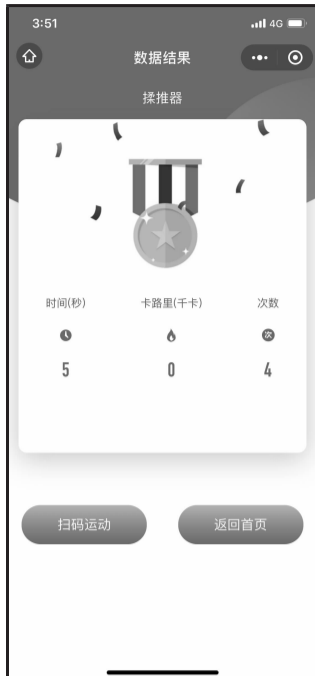 3:51
4G
数据结果
揉推器
时间(秒) 卡路里(千卡) 次数
次
5 0 4
扫码运动 返回首页